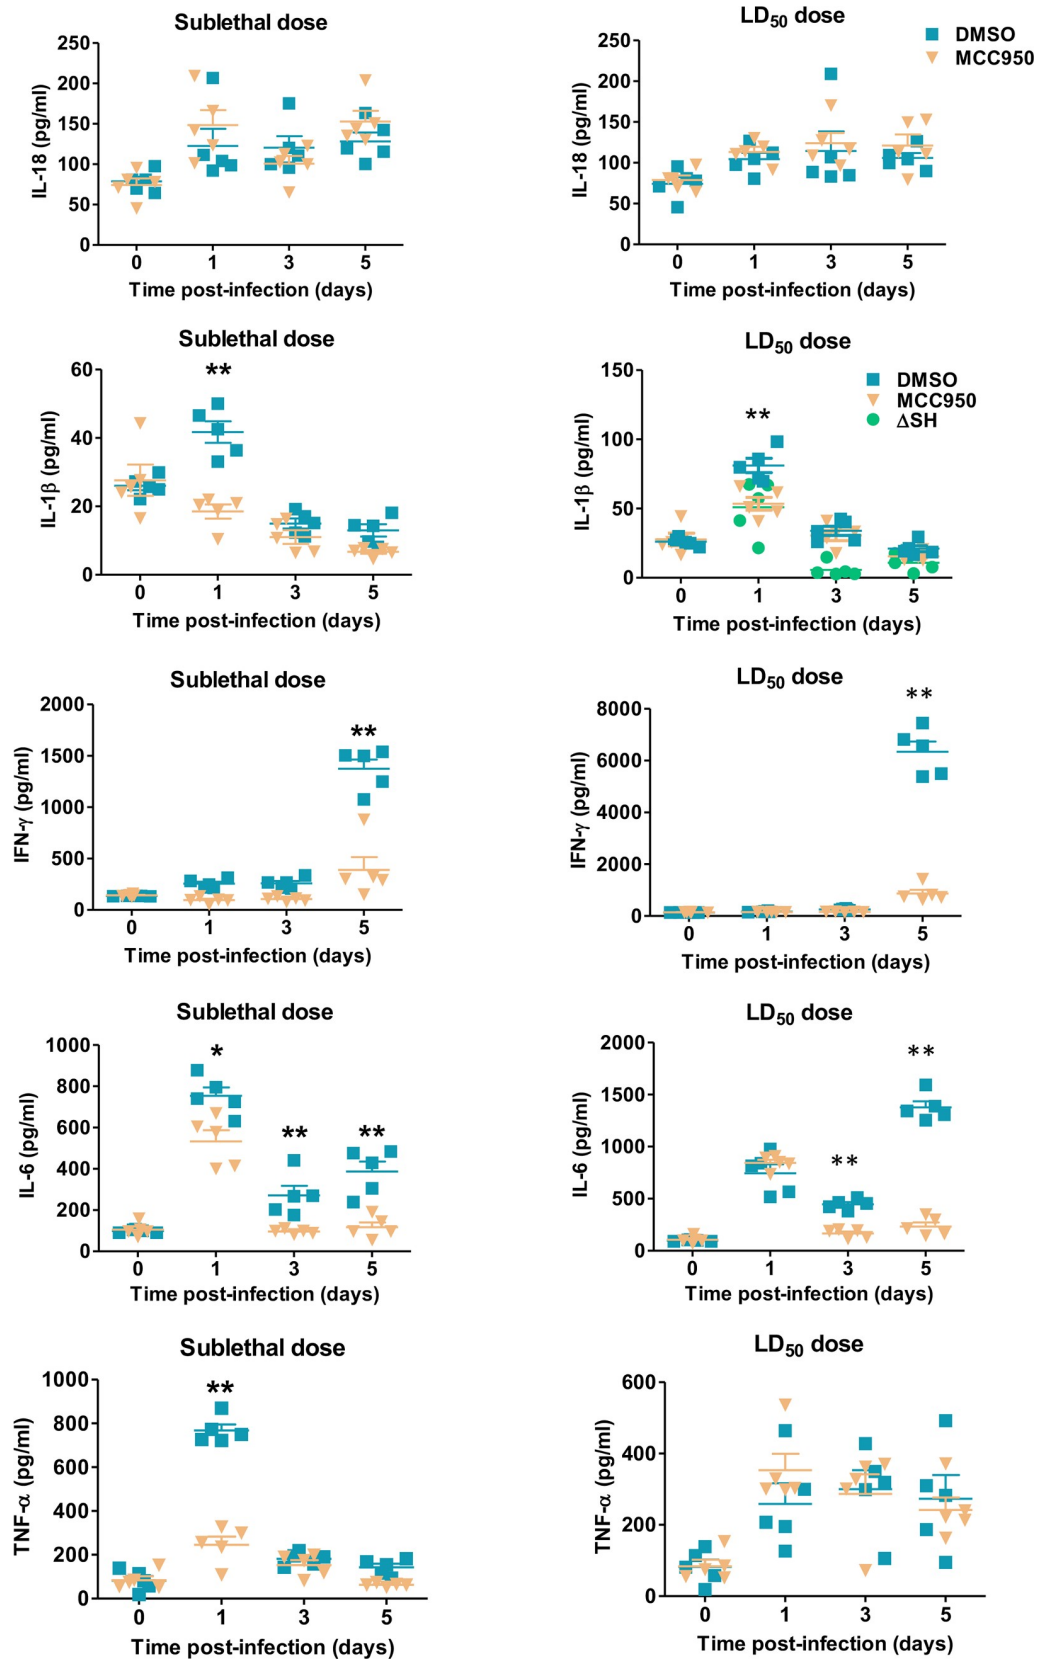 Sublethal dose
250
200
150
100
50
0
IL-18 (pg/ml)
0 1 3 5
Time post-infection (days)
LD50 dose
250
200
150
100
50
0
IL-18 (pg/ml)
0 1 3 5
Time post-infection (days)
DMSO
MCC950
Sublethal dose
60
40
20
0
IL-1β (pg/ml)
**
0 1 3 5
Time post-infection (days)
LD50 dose
150
100
50
0
IL-1β (pg/ml)
**
DMSO
MCC950
ΔSH
0 1 3 5
Time post-infection (days)
Sublethal dose
2000
1500
1000
500
0
IFN-γ (pg/ml)
**
0 1 3 5
Time post-infection (days)
LD50 dose
8000
6000
4000
2000
0
IFN-γ (pg/ml)
**
0 1 3 5
Time post-infection (days)
Sublethal dose
1000
800
600
400
200
0
IL-6 (pg/ml)
*
**
**
0 1 3 5
Time post-infection (days)
LD50 dose
2000
1500
1000
500
0
IL-6 (pg/ml)
**
**
0 1 3 5
Time post-infection (days)
Sublethal dose
1000
800
600
400
200
0
TNF-α (pg/ml)
**
0 1 3 5
Time post-infection (days)
LD50 dose
600
400
200
0
TNF-α (pg/ml)
0 1 3 5
Time post-infection (days)